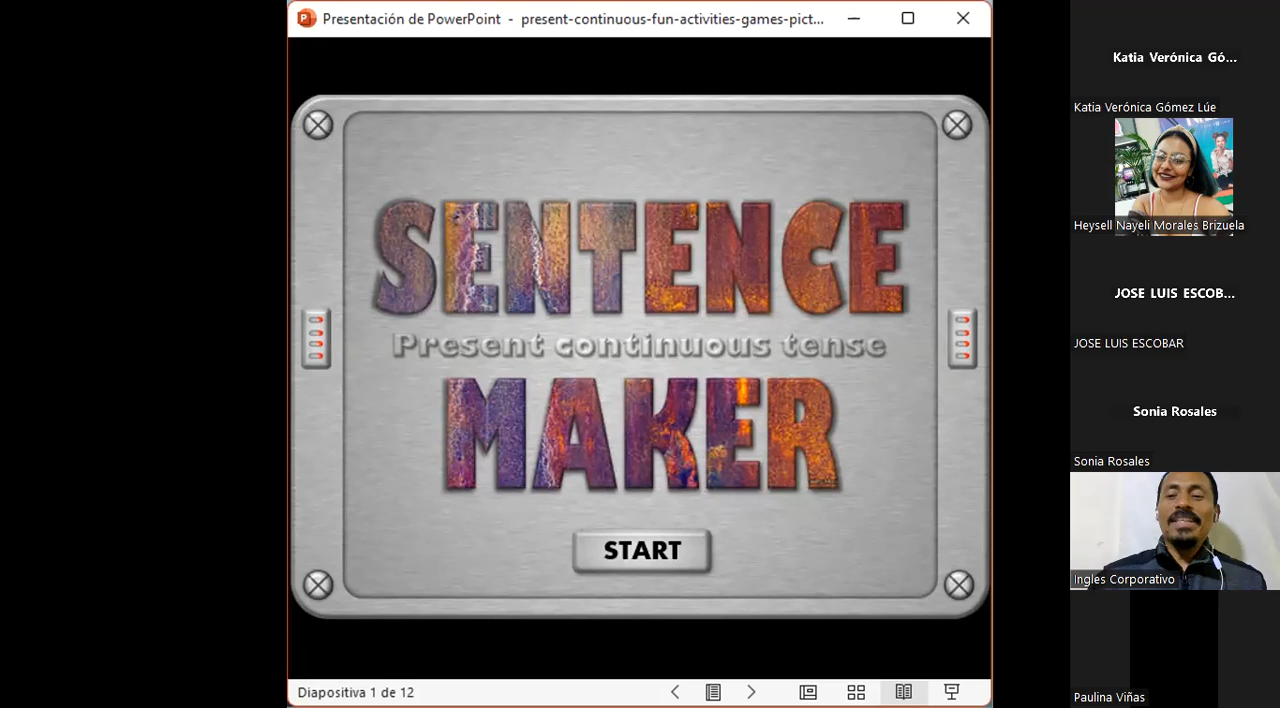 Presentación de PowerPoint - present-continuous-fun-activities-games-pict...
SENTENCE
Present continuous tense
MAKER
START
Diapositiva 1 de 12
Katia Verónica Gó...
Katia Verónica Gómez Lúe
Heysell Nayeli Morales Brizuela
JOSE LUIS ESCOB...
JOSE LUIS ESCOBAR
Sonia Rosales
Sonia Rosales
Ingles Corporativo
Paulina Viñas